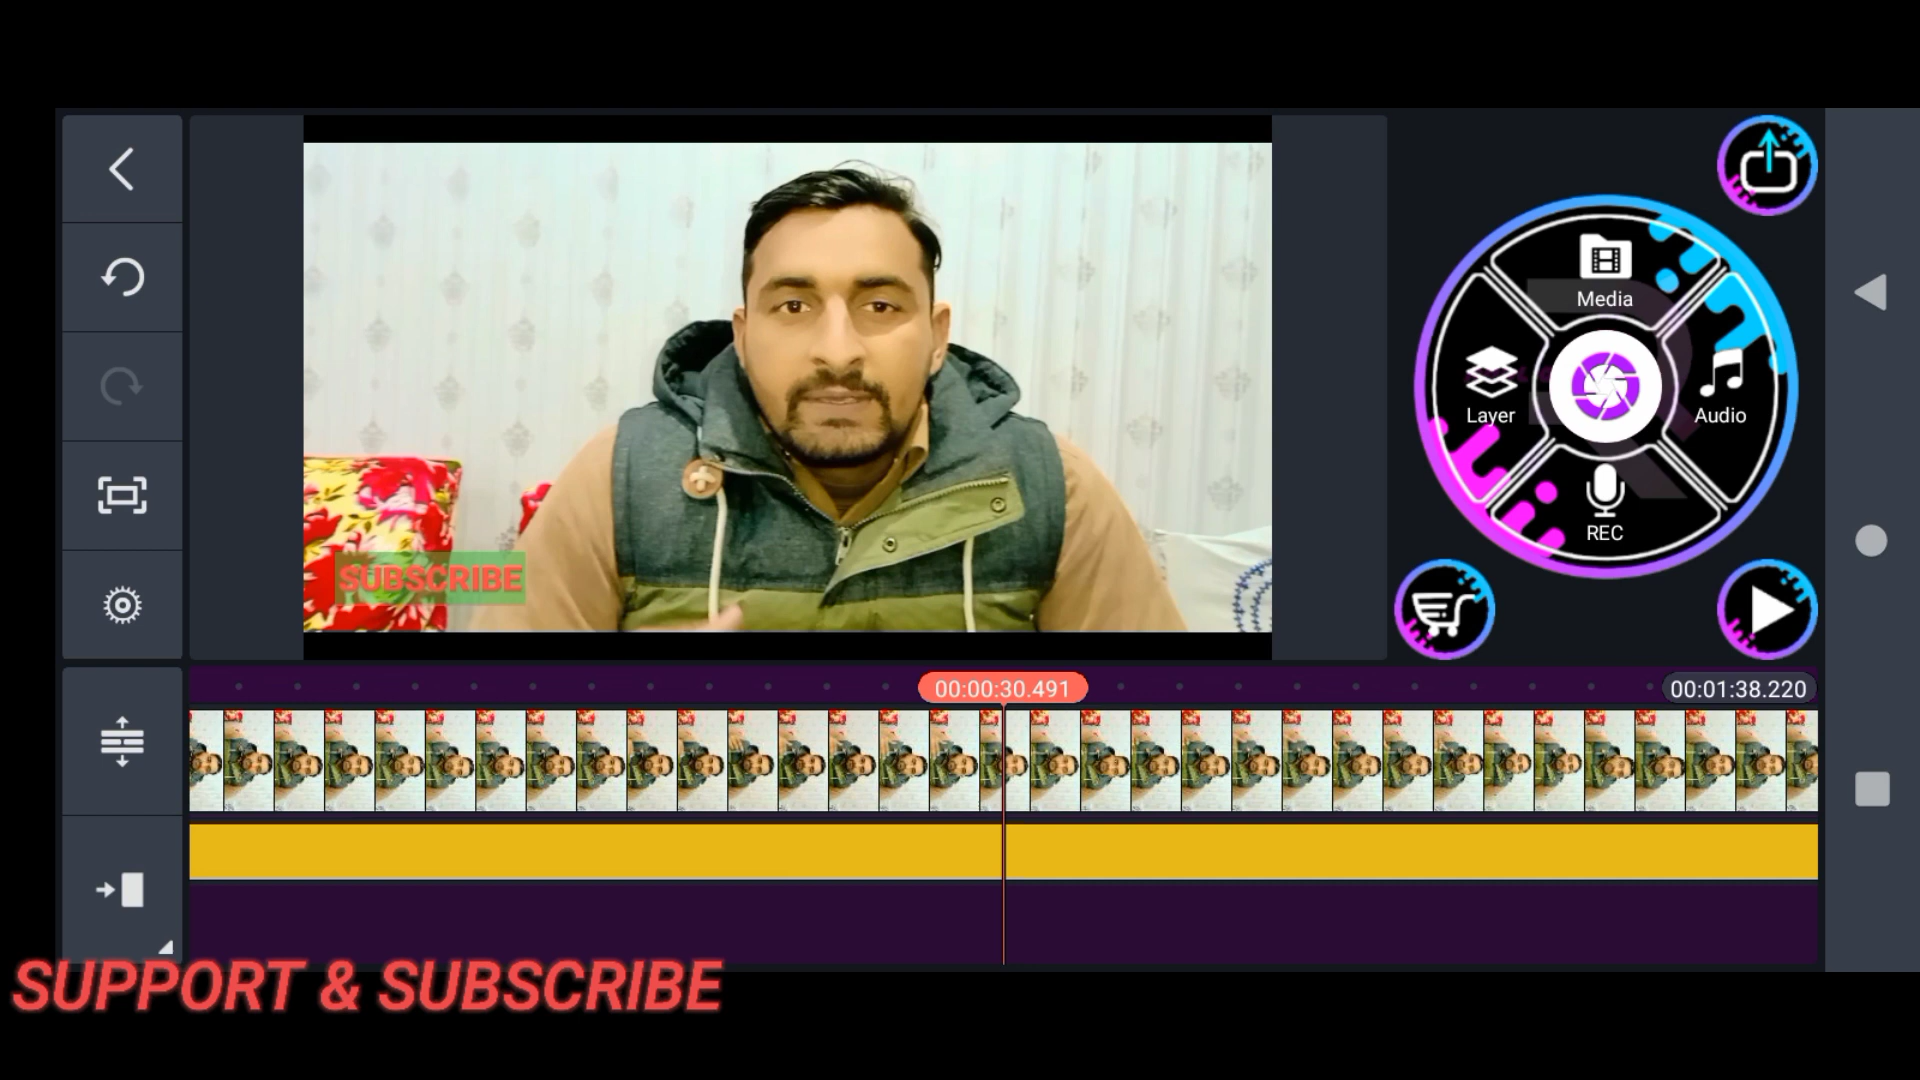 Media
Layer
Audio
REC
SUBSCRIBE
00:00:30.491
00:01:38.220
SUPPORT & SUBSCRIBE